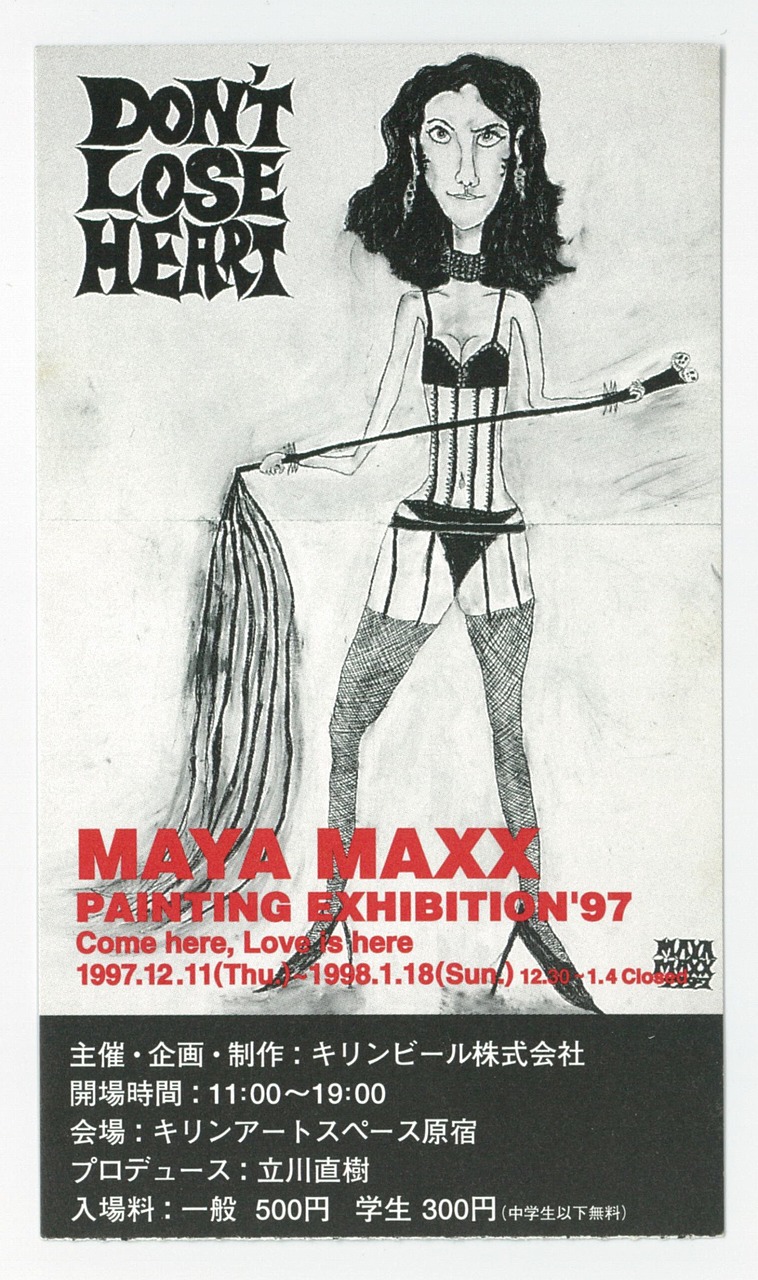 DON'T
LOSE
HEART
MAYA MAXX
PAINTING EXHIBITION'97
Come here, Love is here
1997.12.11(Thu.)~1998.1.18(Sun.) 12.30~1.4 Closed
MAYA
MAXX
主催・企画・制作：キリンビール株式会社
開場時間：11:00〜19:00
会場：キリンアートスペース原宿
プロデュース：立川直樹
入場料：一般 500円 学生 300円(中学生以下無料)